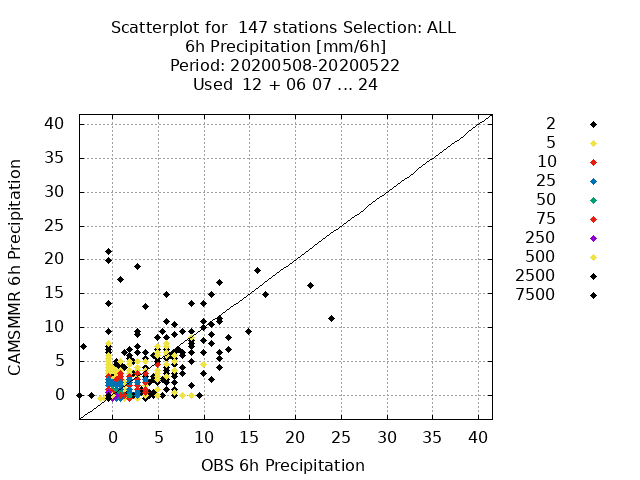 Scatterplot for 147 stations Selection: ALL
6h Precipitation [mm/6h]
Period: 20200508-20200522
Used 12 + 06 07 ... 24
40
35
30
25
20
15
10
5
0
CAMSMMR 6h Precipitation
0 5 10 15 20 25 30 35 40
OBS 6h Precipitation
2
5
10
25
50
75
250
500
2500
7500